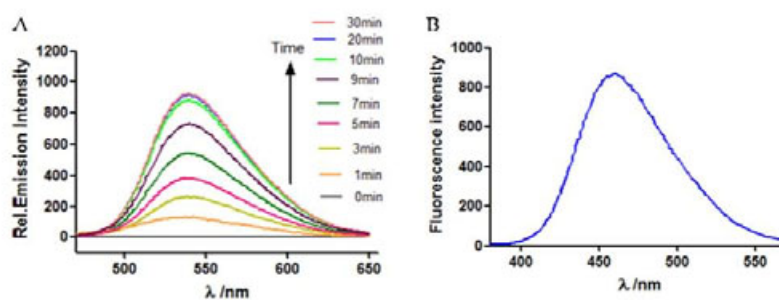 A
Rel.Emission Intensity
1200
1000
800
600
400
200
0
500
550
600
650
λ /nm
Time
30min
20min
10min
9min
7min
5min
3min
1min
0min
B
Fluorescence intensity
1000
800
600
400
200
0
400
450
500
550
λ /nm